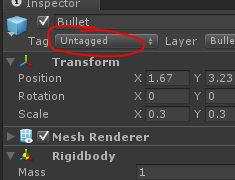 Inspector
Bullet
Tag Untagged Layer Bulle
Transform
Position X 1.67 Y 3.23
Rotation X 0 Y 0
Scale X 0.3 Y 0.3
Mesh Renderer
Rigidbody
Mass 1